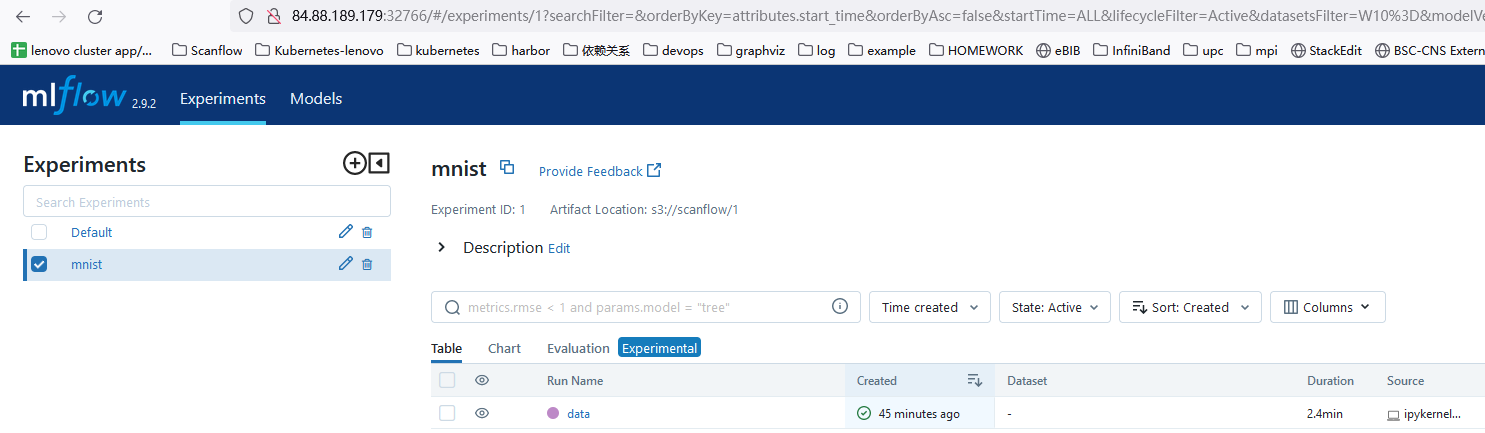 84.88.189.179:32766/#/experiments/1?searchFilter=&orderByKey=attributes.start_time&orderByAsc=false&startTime=ALL&lifecycleFilter=Active&datasetsFilter=W10%3D&modelVe
lenovo cluster app/... Scanflow Kubernetes-lenovo kubernetes harbor 依赖关系 devops graphviz log example HOMEWORK eBIB InfiniBand upc mpi StackEdit BSC-CNS Extern
mlflow 2.9.2 Experiments Models
Experiments
Search Experiments
Default
mnist
mnist Provide Feedback
Experiment ID: 1 Artifact Location: s3://scanflow/1
Description Edit
metrics.rmse < 1 and params.model = "tree" Time created State: Active Sort: Created Columns
Table Chart Evaluation Experimental
Run Name Created Dataset Duration Source
data 45 minutes ago - 2.4min ipykernel...